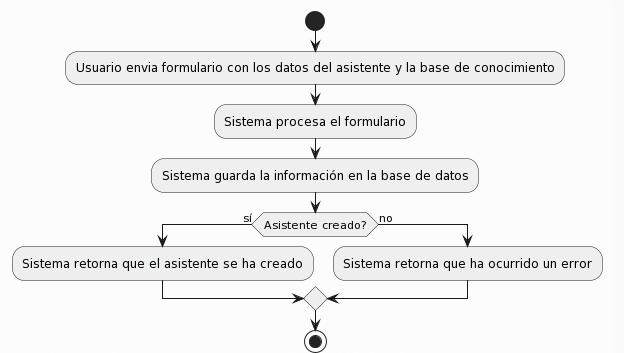 Usuario envia formulario con los datos del asistente y la base de conocimiento
Sistema procesa el formulario
Sistema guarda la información en la base de datos
sí
Asistente creado?
no
Sistema retorna que el asistente se ha creado
Sistema retorna que ha ocurrido un error